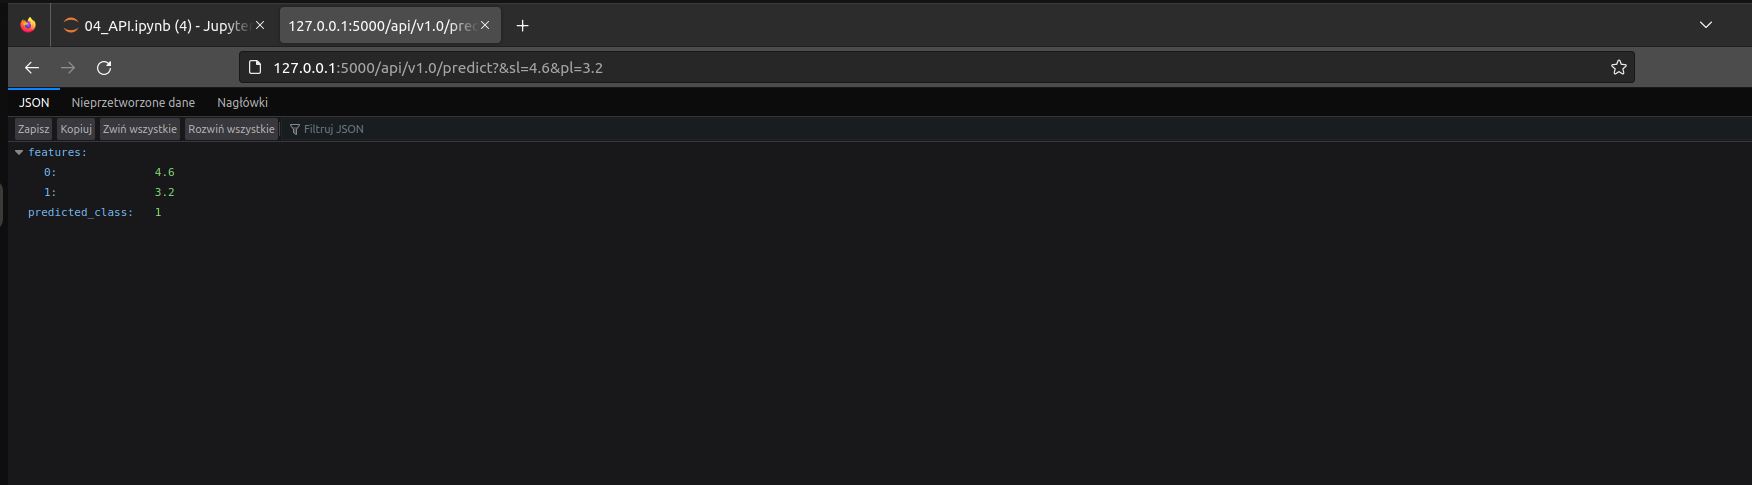 04_API.ipynb (4) - Jupyte
127.0.0.1:5000/api/v1.0/pre
127.0.0.1:5000/api/v1.0/predict?&sl=4.6&pl=3.2
JSON Nieprzetworzone dane Nagłówki
Zapisz Kopiuj Zwiń wszystkie Rozwiń wszystkie Filtruj JSON
features:
0: 4.6
1: 3.2
predicted_class: 1